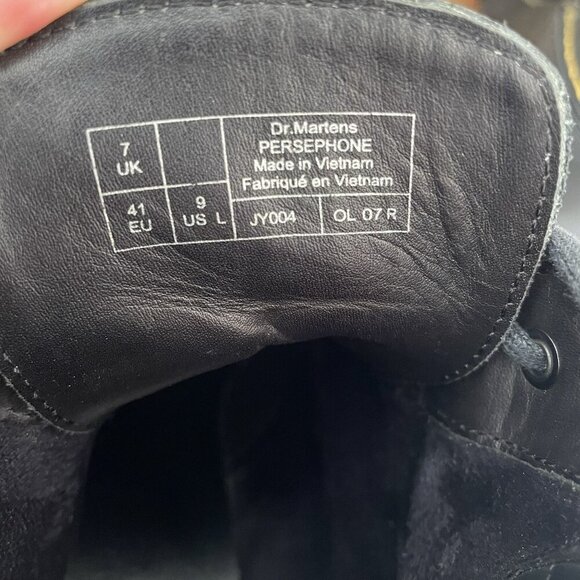 7
UK
Dr.Martens
PERSEPHONE
Made in Vietnam
Fabriqué en Vietnam
41
EU
9
US L
JY004
OL 07 R